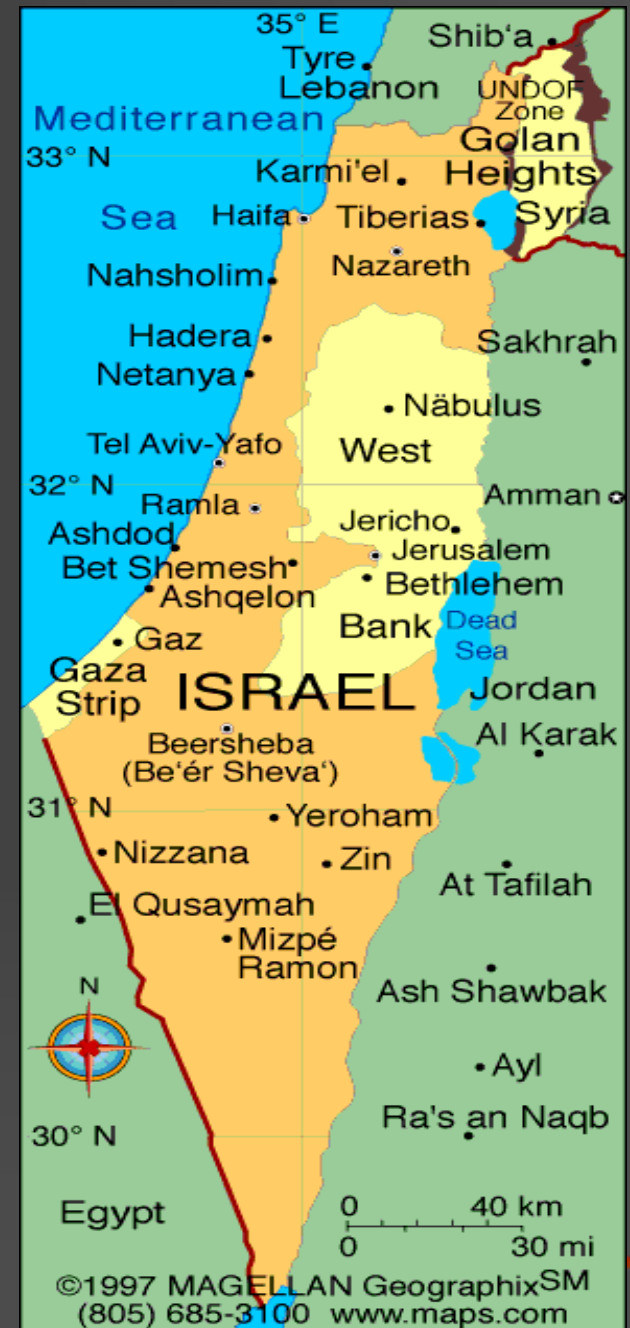 35° E
Shib'a
Tyre
Lebanon
UNDOF
Zone
Mediterranean
Golan
33° N
Karmi'el
Heights
Sea
Haifa
Tiberias
Syria
Nazareth
Nahsholim
Hadera
Sakhrah
Netanya
Näbulus
Tel Aviv-Yafo
West
32° N
Amman
Ramla
Jericho
Ashdod
Jerusalem
Bet Shemesh
Bethlehem
Ashqelon
Bank
Dead
Sea
Gaz
Gaza
Strip
ISRAEL
Jordan
Al Karak
Beersheba
(Be'ér Sheva')
31° N
Yeroham
Nizzana
Zin
At Tafilah
El Qusaymah
Mizpé
Ramon
N
Ash Shawbak
Ayl
Ra's an Naqb
30° N
Egypt
0 40 km
0 30 mi
©1997 MAGELLAN Geographix SM
(805) 685-3100 www.maps.com